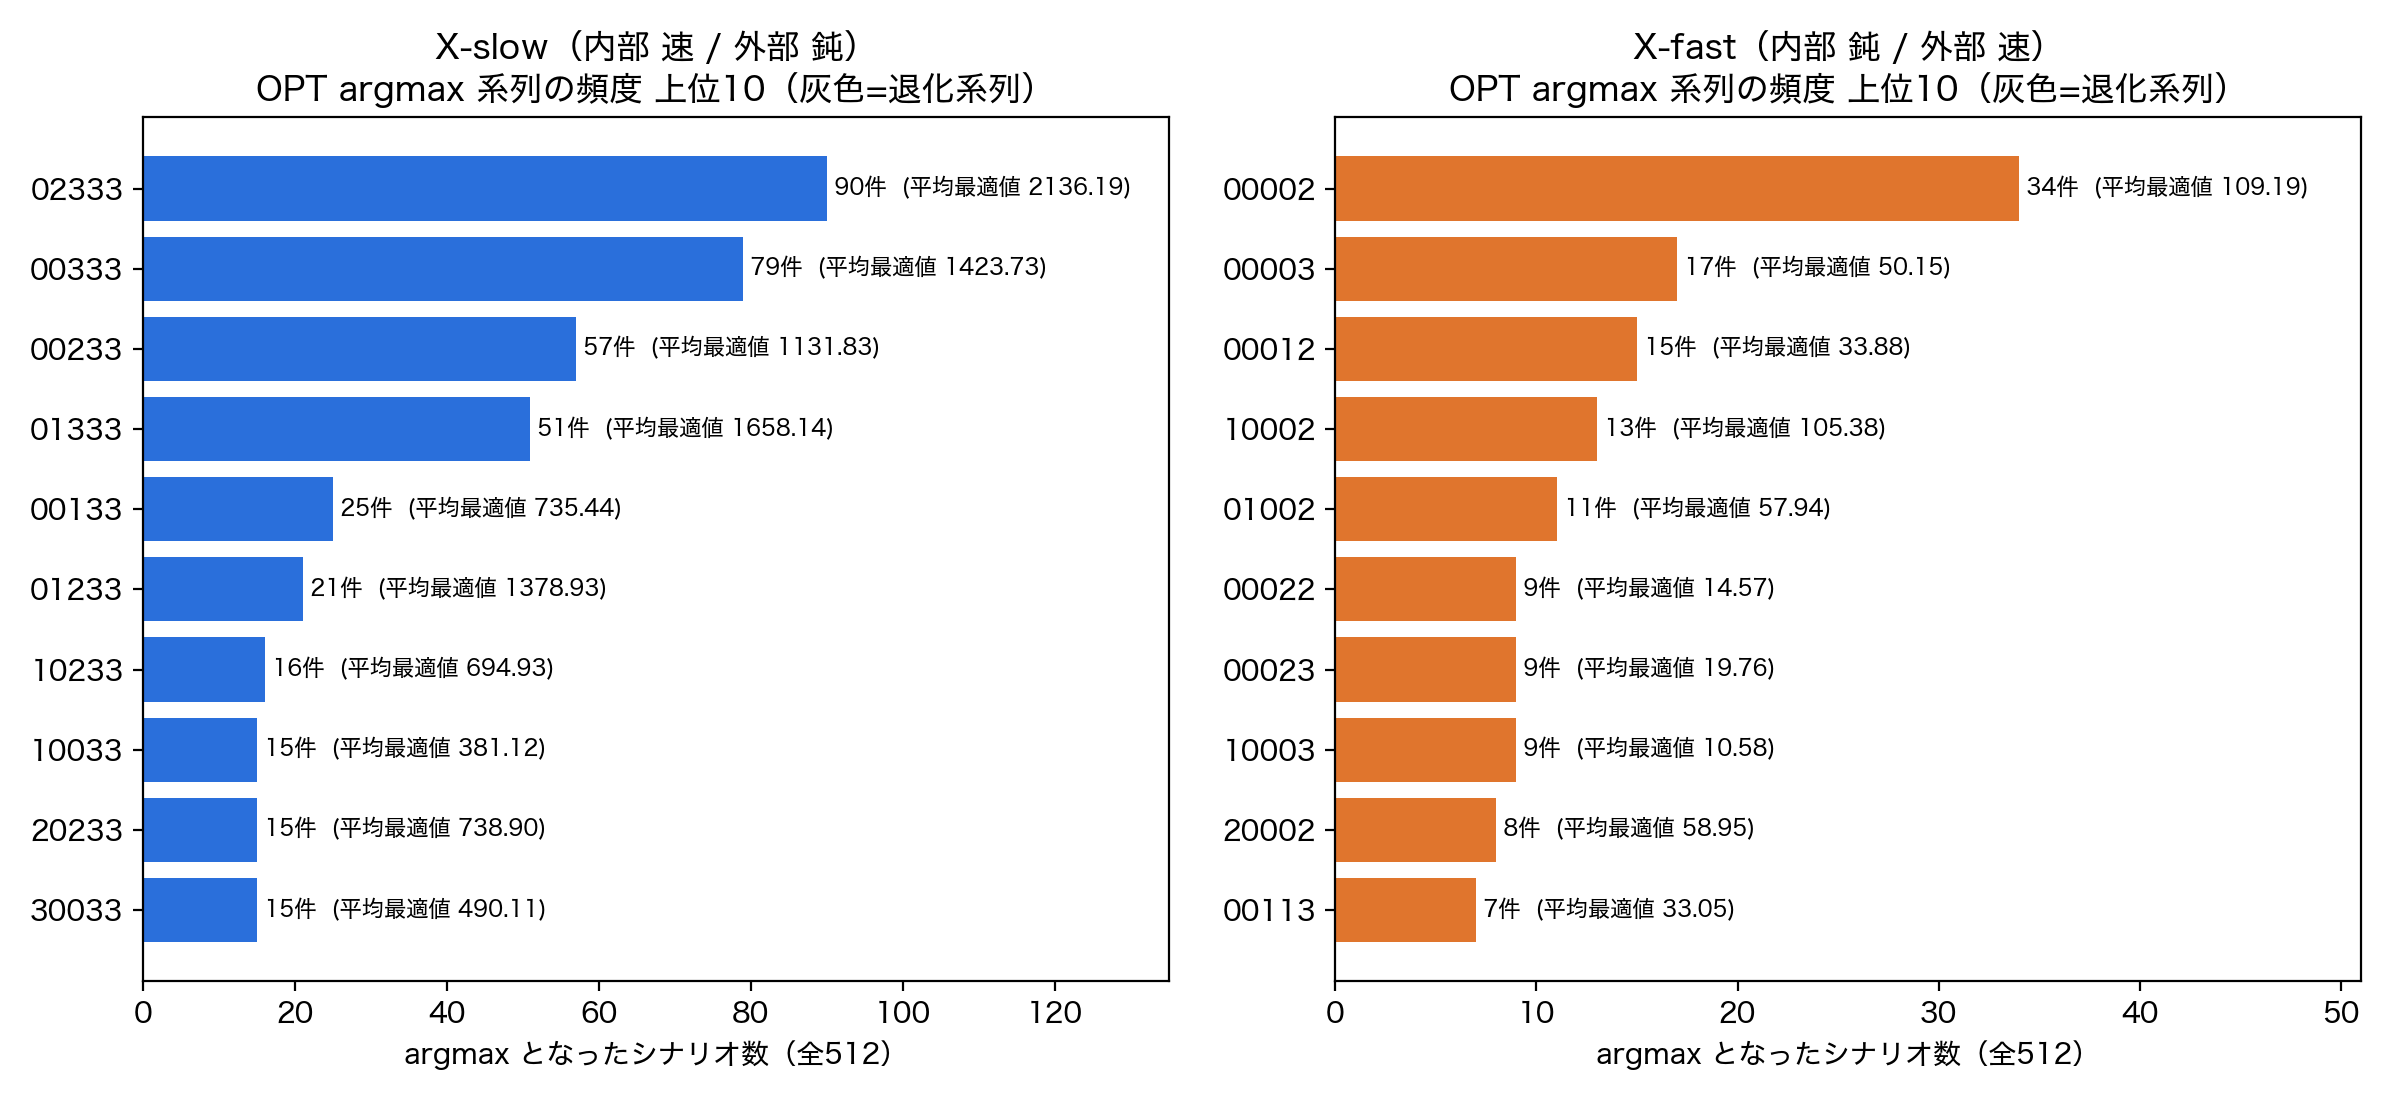 X-slow（内部 速 / 外部 鈍）
OPT argmax 系列の頻度 上位10（灰色=退化系列）
02333
90件 (平均最適値 2136.19)
00333
79件 (平均最適値 1423.73)
00233
57件 (平均最適値 1131.83)
01333
51件 (平均最適値 1658.14)
00133
25件 (平均最適値 735.44)
01233
21件 (平均最適値 1378.93)
10233
16件 (平均最適値 694.93)
10033
15件 (平均最適値 381.12)
20233
15件 (平均最適値 738.90)
30033
15件 (平均最適値 490.11)
0 20 40 60 80 100 120
argmax となったシナリオ数（全512）
X-fast（内部 鈍 / 外部 速）
OPT argmax 系列の頻度 上位10（灰色=退化系列）
00002
34件 (平均最適値 109.19)
00003
17件 (平均最適値 50.15)
00012
15件 (平均最適値 33.88)
10002
13件 (平均最適値 105.38)
01002
11件 (平均最適値 57.94)
00022
9件 (平均最適値 14.57)
00023
9件 (平均最適値 19.76)
10003
9件 (平均最適値 10.58)
20002
8件 (平均最適値 58.95)
00113
7件 (平均最適値 33.05)
0 10 20 30 40 50
argmax となったシナリオ数（全512）